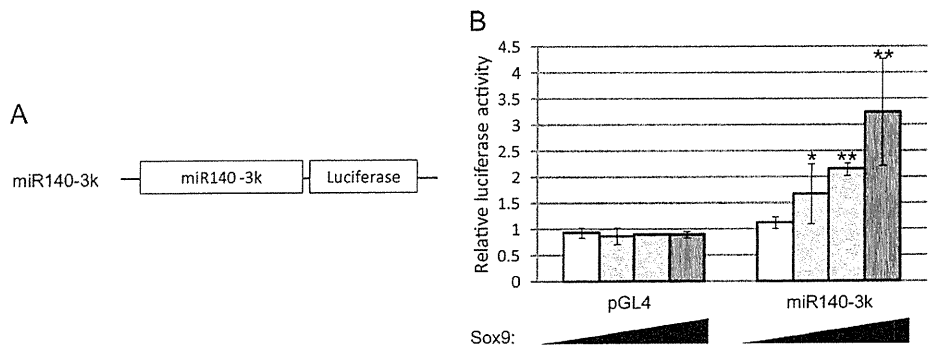 A
miR140-3k
miR140-3k
Luciferase
B
Relative luciferase activity
4.5
4
3.5
3
2.5
2
1.5
1
0.5
0
*
**
**
pGL4
miR140-3k
Sox9: